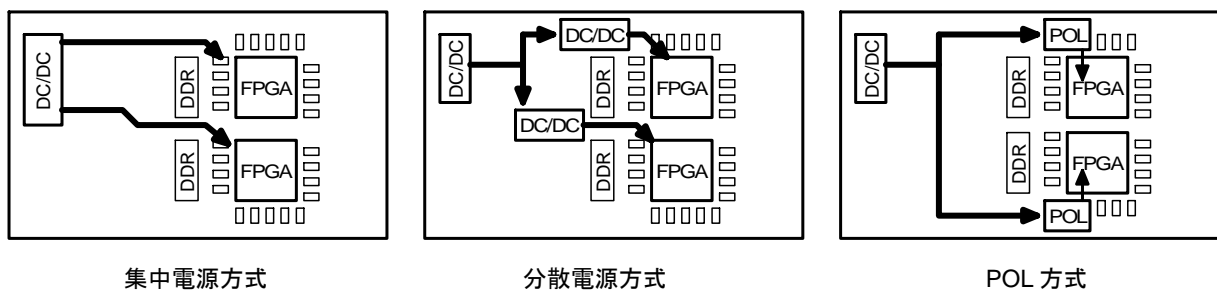 DC/DC
DDR
FPGA
DDR
FPGA
集中電源方式
DC/DC
DC/DC
DDR
FPGA
DC/DC
DDR
FPGA
分散電源方式
DC/DC
POL
DDR
FPGA
DDR
FPGA
POL
POL 方式